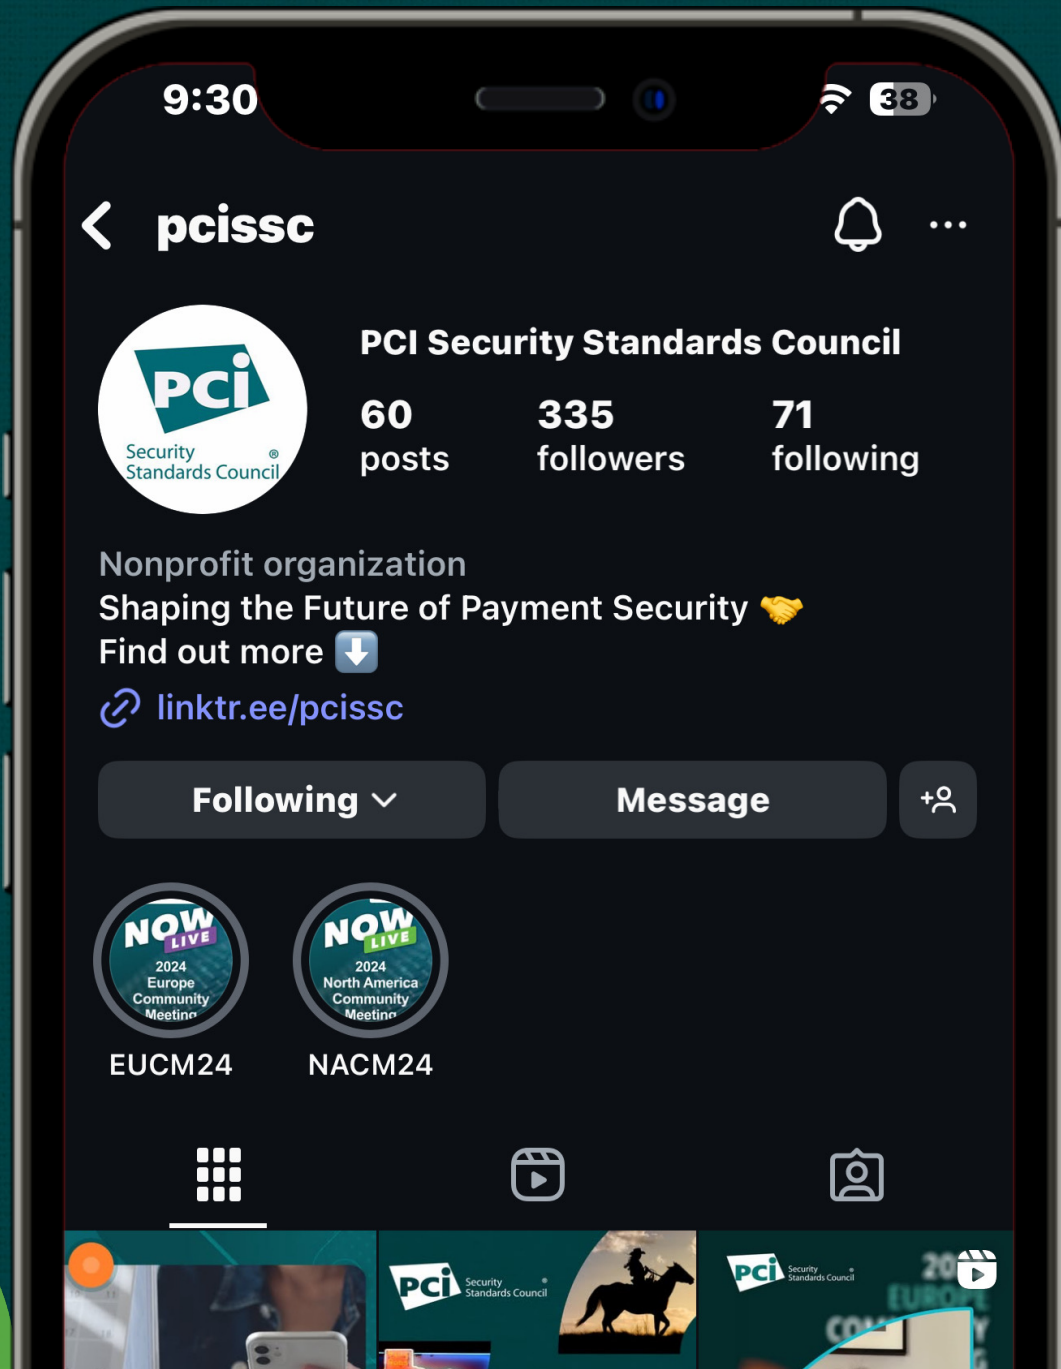 9:30
38
pcissc
PCI Security Standards Council
60 posts
335 followers
71 following
PCI
Security
Standards Council
®
Nonprofit organization
Shaping the Future of Payment Security 🤝
Find out more ⬇️
linktr.ee/pcissc
Following
Message
NOW
LIVE
2024
Europe
Community
Meeting
EUCM24
NOW
LIVE
2024
North America
Community
Meeting
NACM24
PCI
Security
Standards Council
®
PCI
Security
Standards Council
®
EUROPE